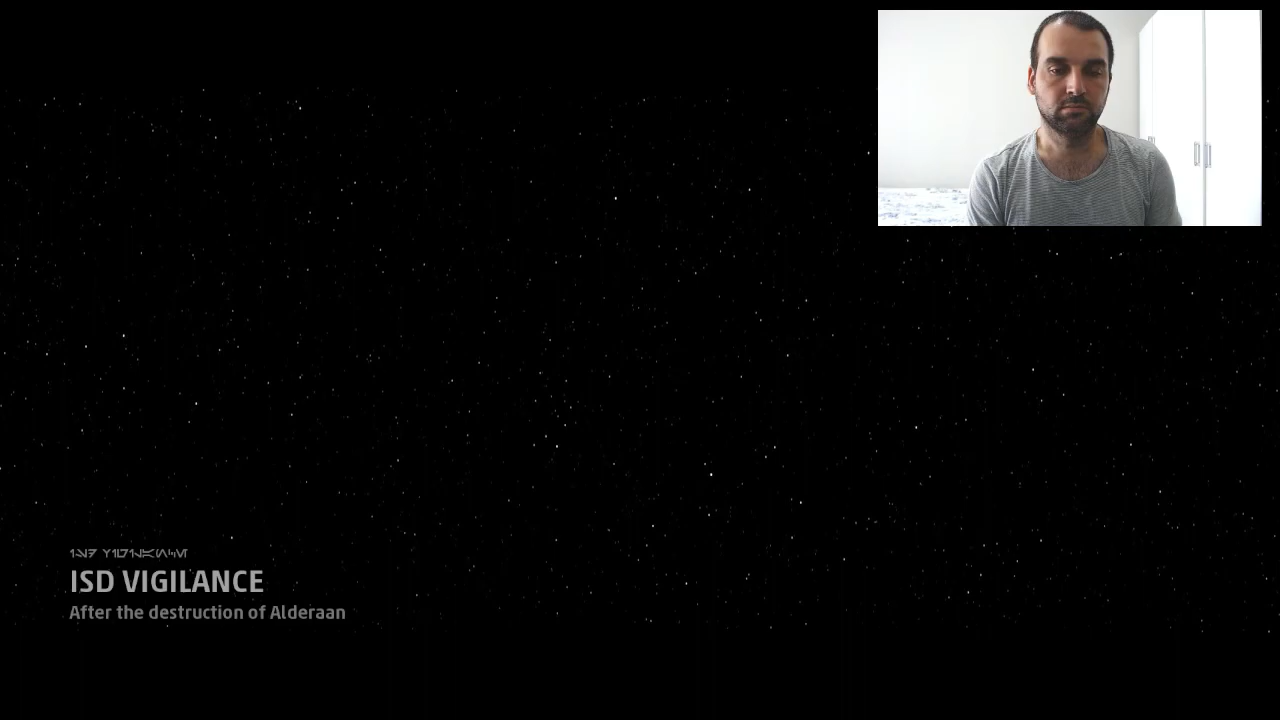 ISD VIGILANCE
After the destruction of Alderaan